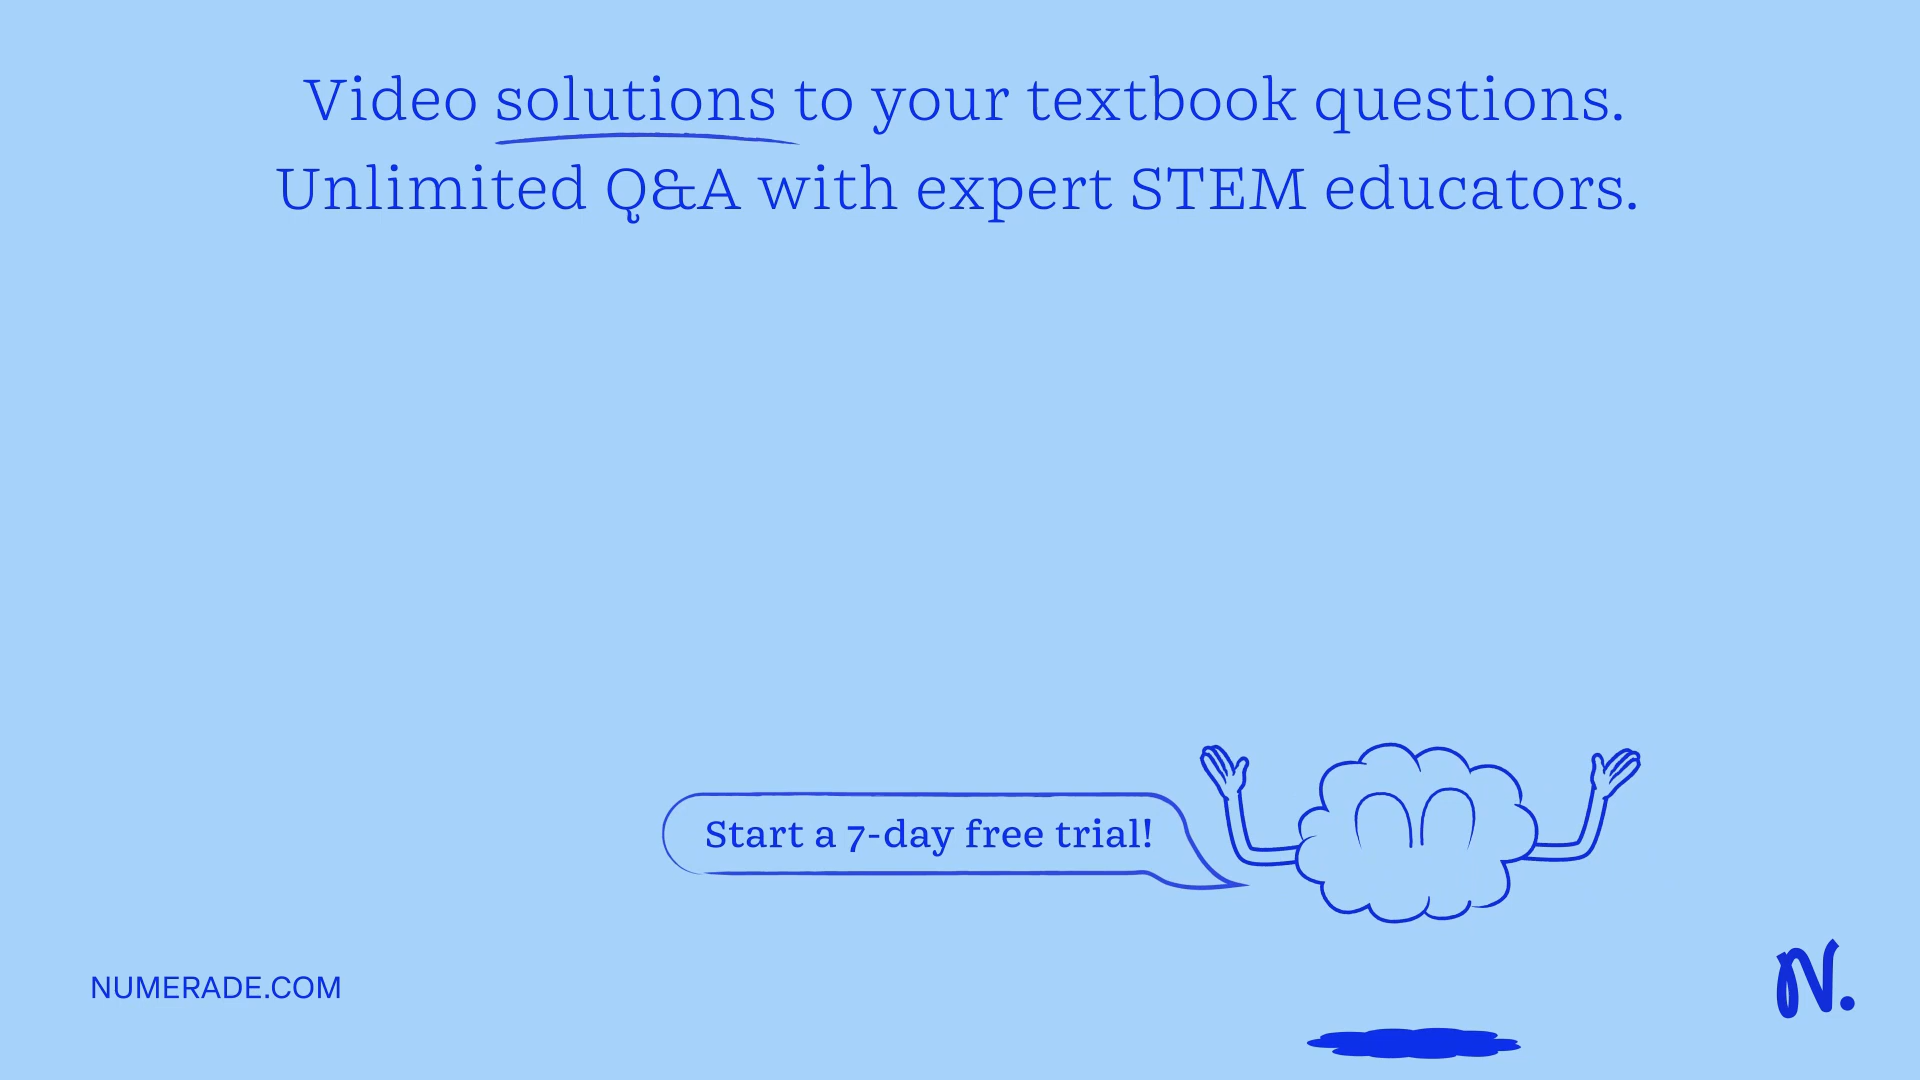 Video solutions to your textbook questions.
Unlimited Q&A with expert STEM educators.
Start a 7-day free trial!
NUMERADE.COM
N.